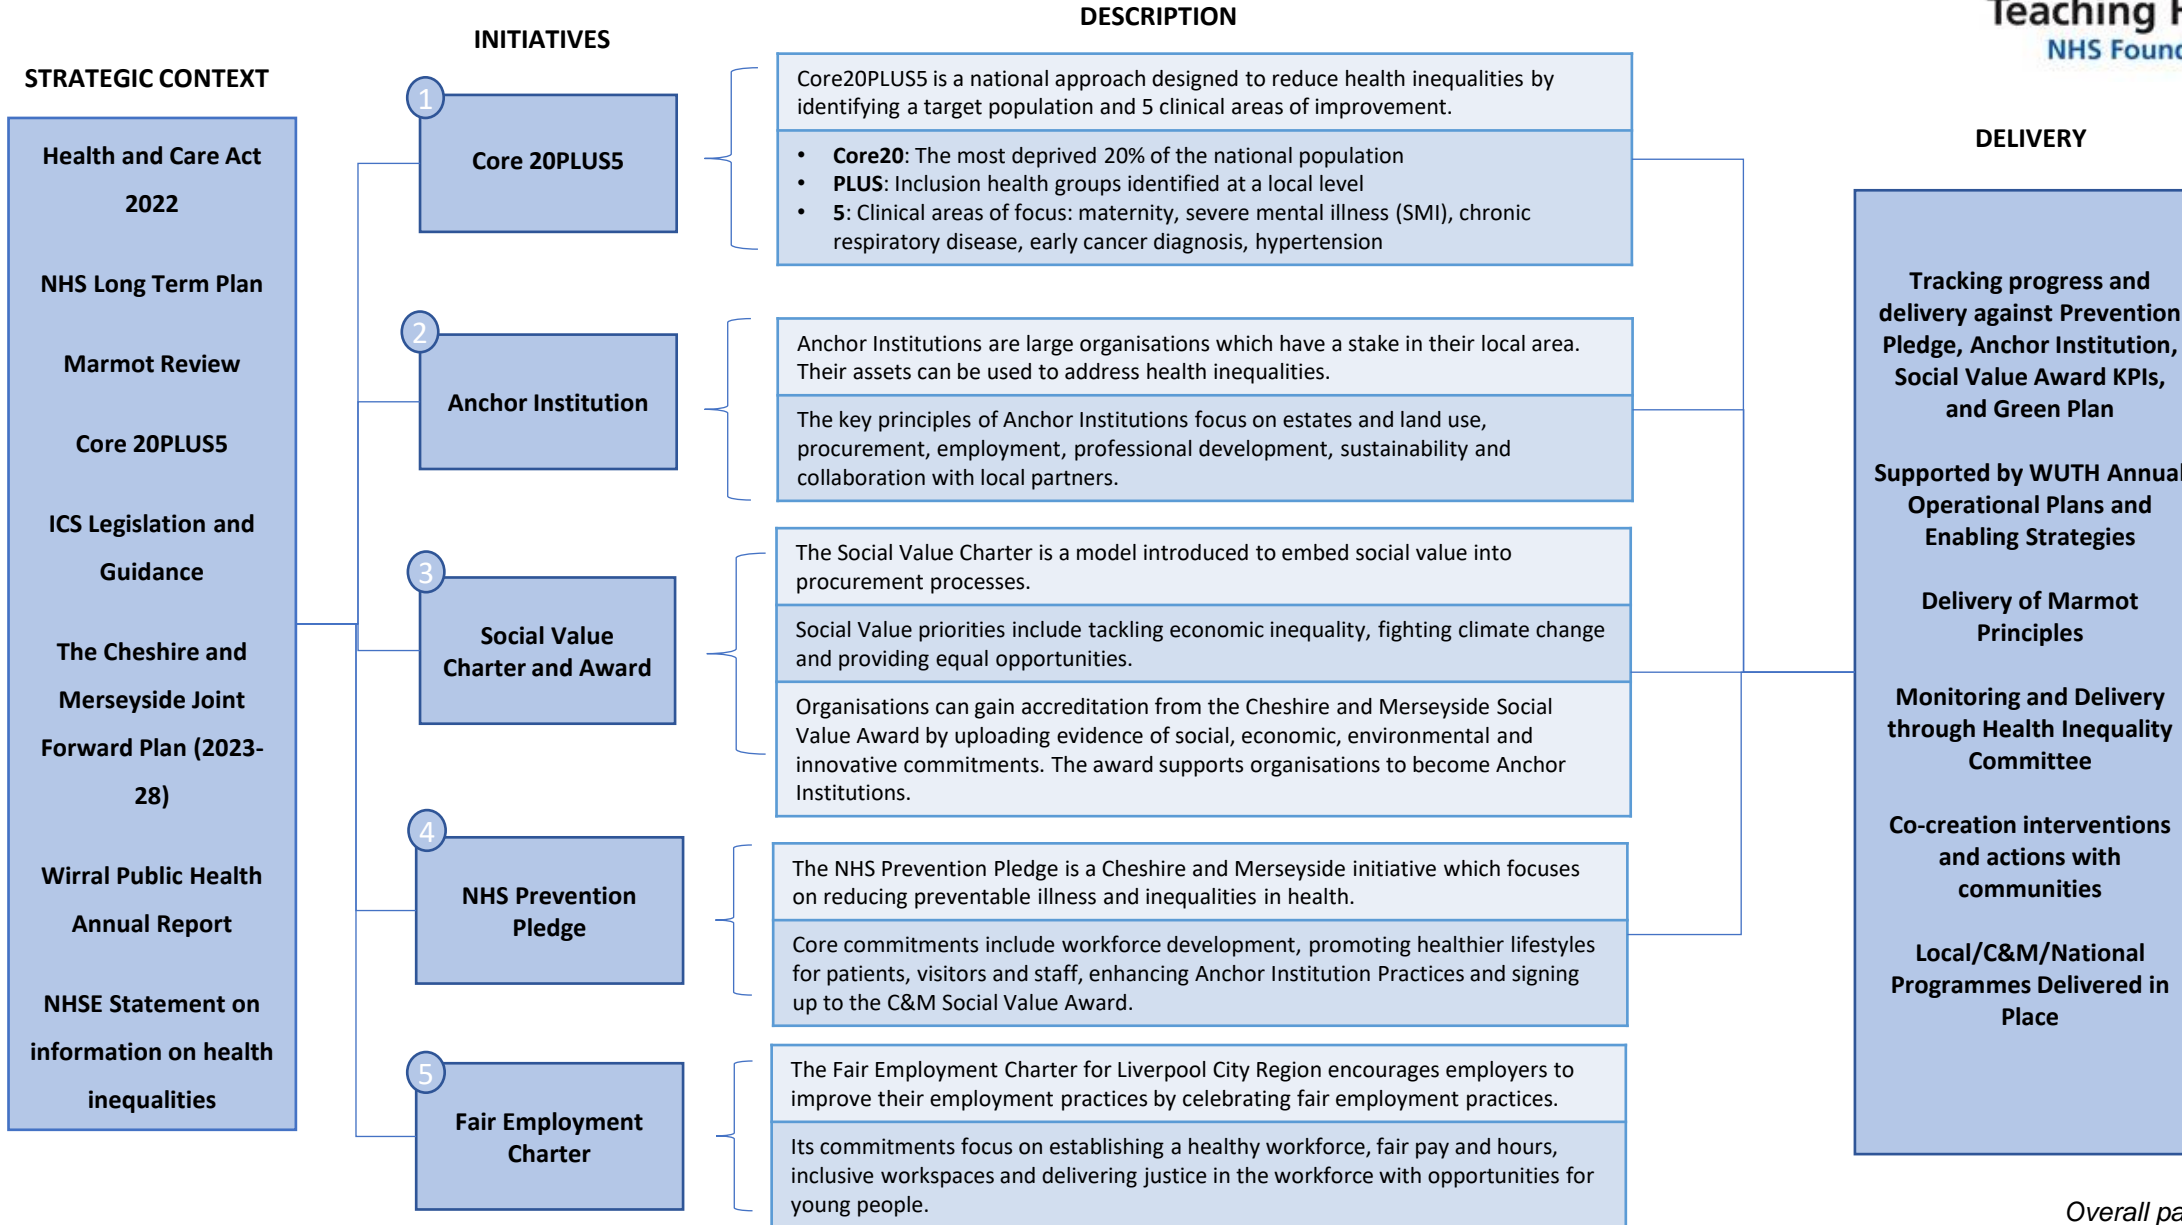 Teaching
NHS
STRATEGIC CONTEXT
Health and Care Act
2022
NHS Long Term Plan
Marmot Review
Core 20PLUS5
ICS Legislation and
Guidance
The Cheshire and
Merseyside Joint
Forward Plan (2023-
28)
Wirral Public Health
Annual Report
NHSE Statement on
information on health
inequalities
INITIATIVES
1
Core 20PLUS5
2
Anchor Institution
3
Social Value
Charter and Award
4
NHS Prevention
Pledge
5
Fair Employment
Charter
DESCRIPTION
Core20PLUS5 is a national approach designed to reduce health inequalities by
identifying a target population and 5 clinical areas of improvement.
• Core20: The most deprived 20% of the national population
• PLUS: Inclusion health groups identified at a local level
• 5: Clinical areas of focus: maternity, severe mental illness (SMI), chronic
respiratory disease, early cancer diagnosis, hypertension
Anchor Institutions are large organisations which have a stake in their local area.
Their assets can be used to address health inequalities.
The key principles of Anchor Institutions focus on estates and land use,
procurement, employment, professional development, sustainability and
collaboration with local partners.
The Social Value Charter is a model introduced to embed social value into
procurement processes.
Social Value priorities include tackling economic inequality, fighting climate change
and providing equal opportunities.
Organisations can gain accreditation from the Cheshire and Merseyside Social
Value Award by uploading evidence of social, economic, environmental and
innovative commitments. The award supports organisations to become Anchor
Institutions.
The NHS Prevention Pledge is a Cheshire and Merseyside initiative which focuses
on reducing preventable illness and inequalities in health.
Core commitments include workforce development, promoting healthier lifestyles
for patients, visitors and staff, enhancing Anchor Institution Practices and signing
up to the C&M Social Value Award.
The Fair Employment Charter for Liverpool City Region encourages employers to
improve their employment practices by celebrating fair employment practices.
Its commitments focus on establishing a healthy workforce, fair pay and hours,
inclusive workspaces and delivering justice in the workforce with opportunities for
young people.
DELIVERY
Tracking progress and
delivery against Prevention
Pledge, Anchor Institution,
Social Value Award KPIs,
and Green Plan
Supported by WUTH Annual
Operational Plans and
Enabling Strategies
Delivery of Marmot
Principles
Monitoring and Delivery
through Health Inequality
Committee
Co-creation interventions
and actions with
communities
Local/C&M/National
Programmes Delivered in
Place
Overall